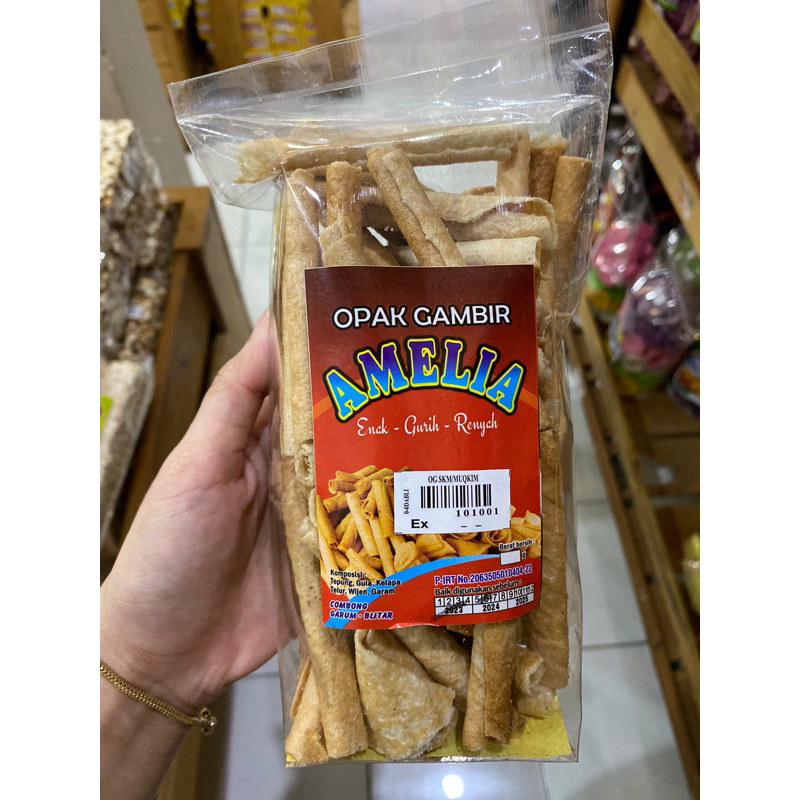 OPAK GAMBIR
AMELIA
Enak - Gurih - Renyah
OG SKM/MUQKIM
04DABLI
101001
Ex - -
Berat bersih :
Komposisi :
Tepung, Gula, Kelapa
Telur, Wijen, Garam
COMBONG
GARUM - BLITAR
P-IRT No.2063505010404-22
Baik digunakan sebelum :
1 2 3 4 5 6 7 8 9 10 11 12
2023 2024 2025